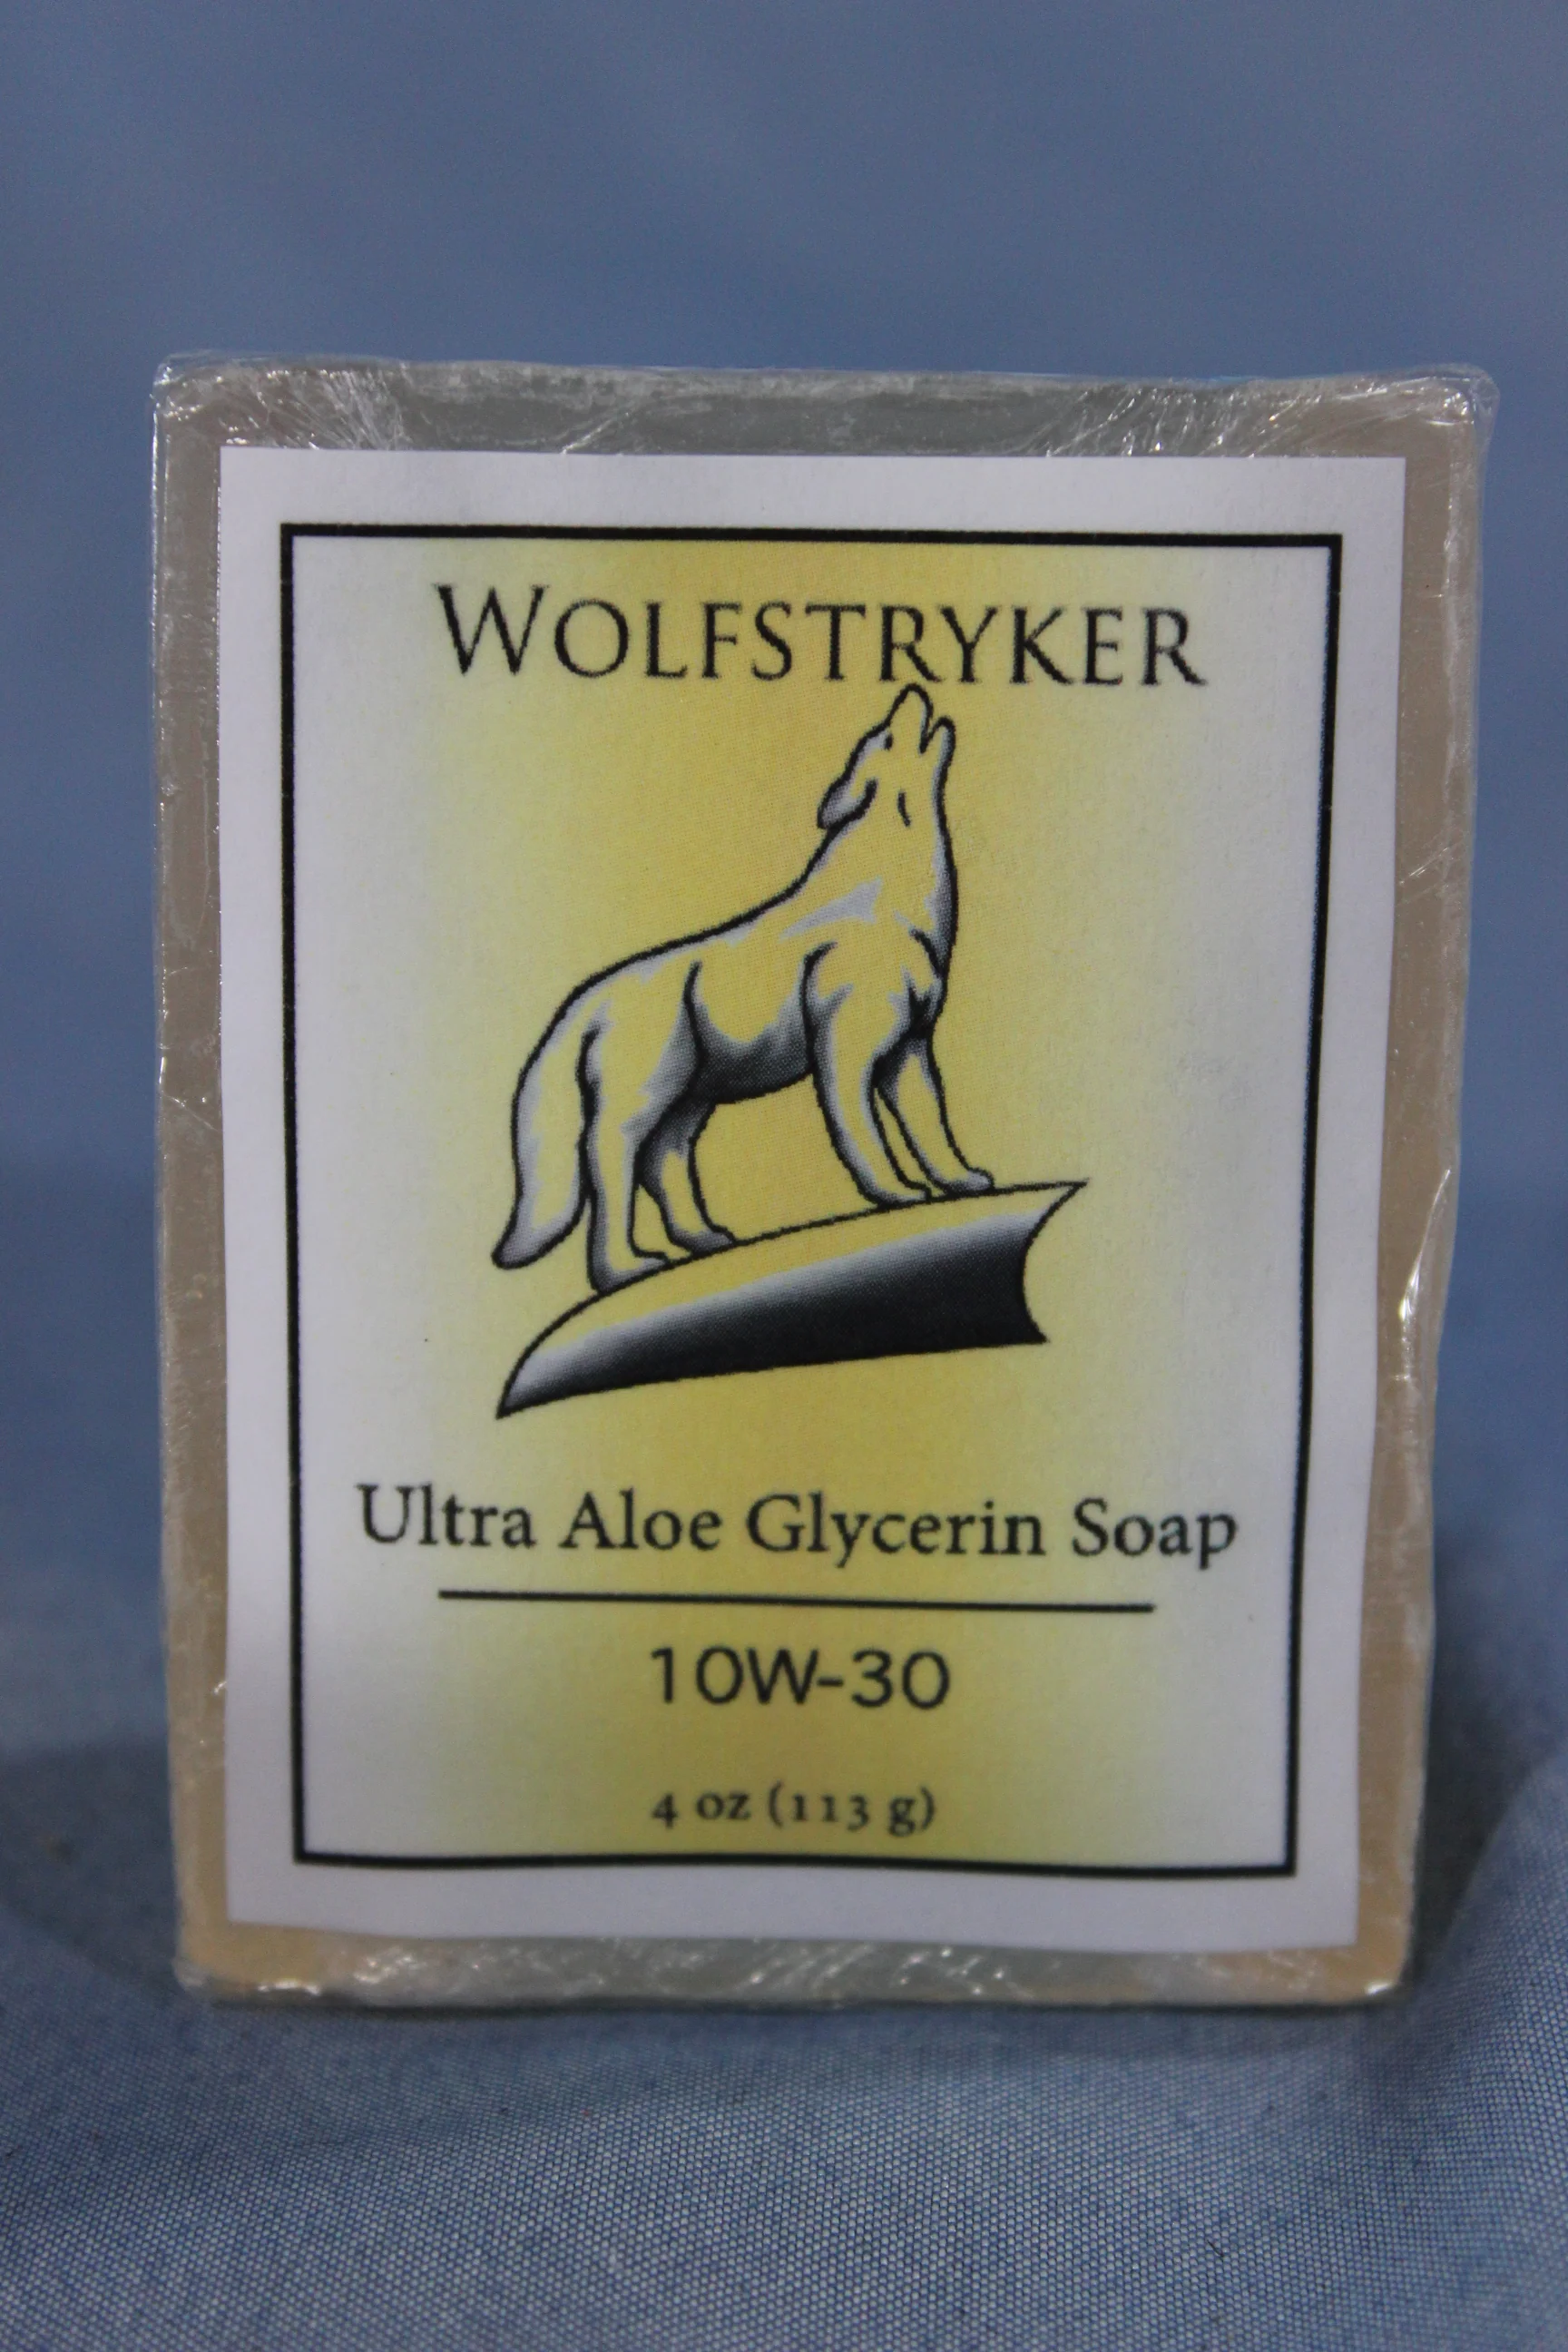 WOLFSTRYKER
Ultra Aloe Glycerin Soap
10W-30
4 oz (113 g)